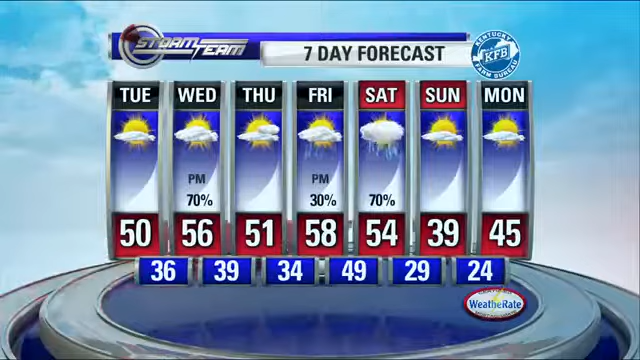 STORM TEAM
7 DAY FORECAST
KENTUCKY
KFB
FARM BUREAU
TUE WED THU FRI SAT SUN MON
PM PM
70% 30% 70%
50 56 51 58 54 39 45
36 39 34 49 29 24
WeatheRate